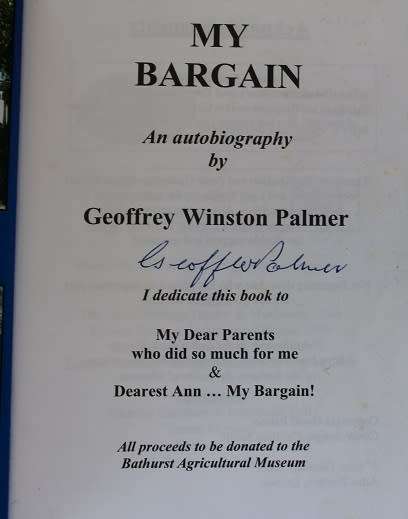 MY
BARGAIN
An autobiography
by
Geoffrey Winston Palmer
Geoff W Palmer
I dedicate this book to
My Dear Parents
who did so much for me
&
Dearest Ann … My Bargain!
All proceeds to be donated to the
Bathurst Agricultural Museum